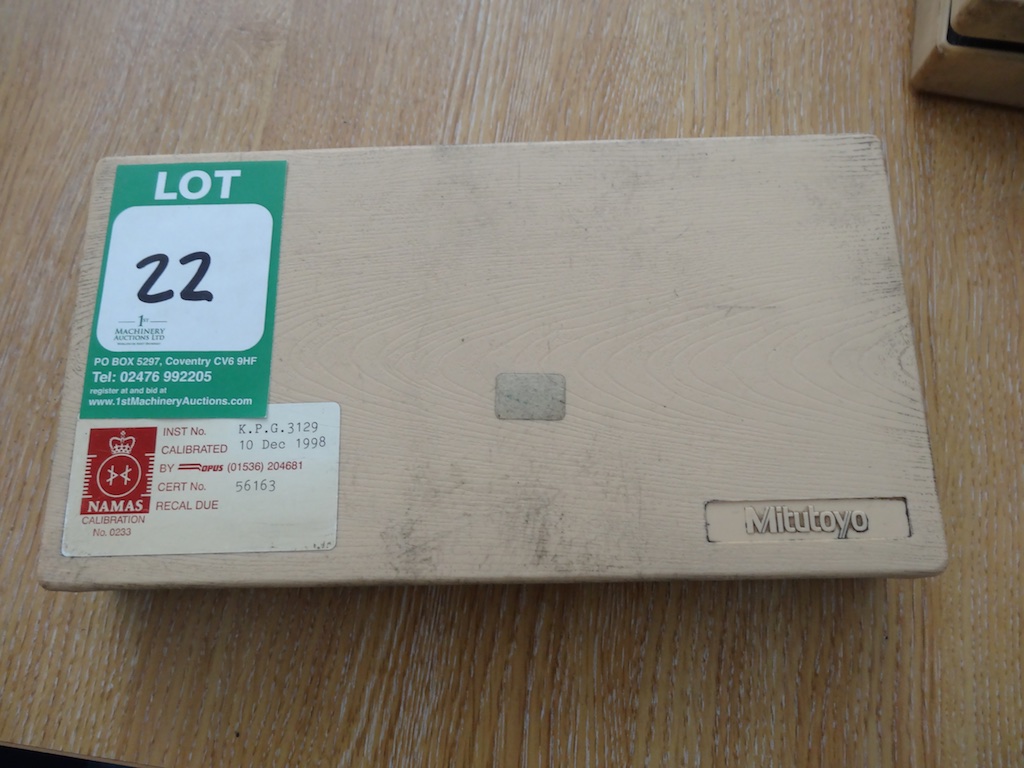 LOT
22
1st
MACHINERY
AUCTIONS LTD
PO BOX 5297, Coventry CV6 9HF
Tel: 02476 992205
register at and bid at
www.1stMachineryAuctions.com
INST No. K.P.G.3129
CALIBRATED 10 Dec 1998
BY OPUS (01536) 204681
CERT No. 56163
RECAL DUE
NAMAS
CALIBRATION
No. 0233
Mitutoyo